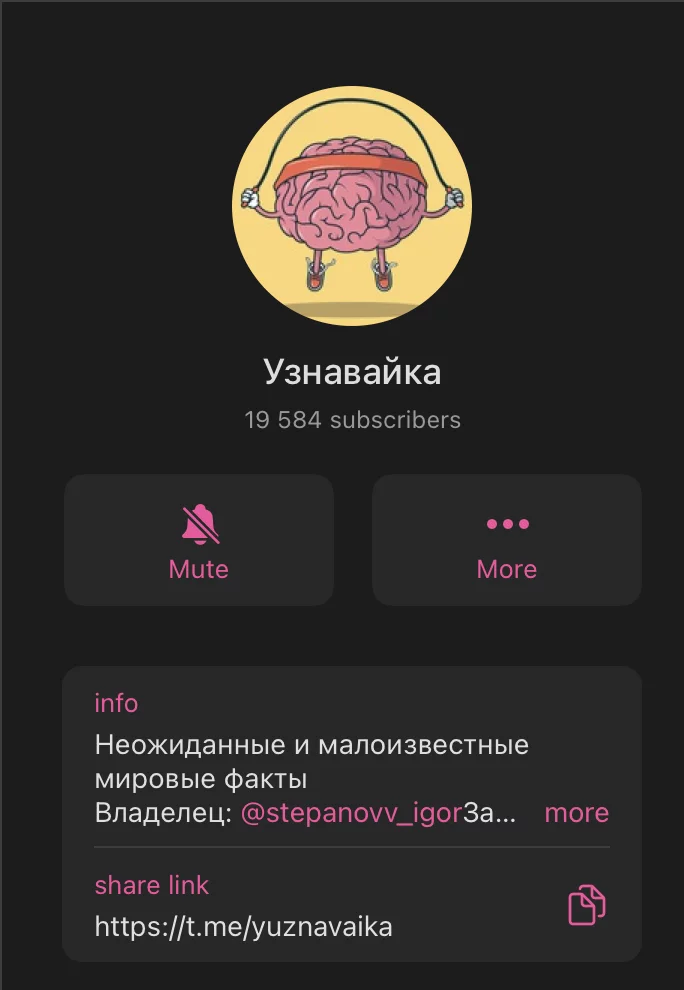 Узнавайка
19 584 subscribers
Mute
More
info
Неожиданные и малоизвестные
мировые факты
Владелец: @stepanovv_igorЗа... more
share link
https://t.me/yuznavaika